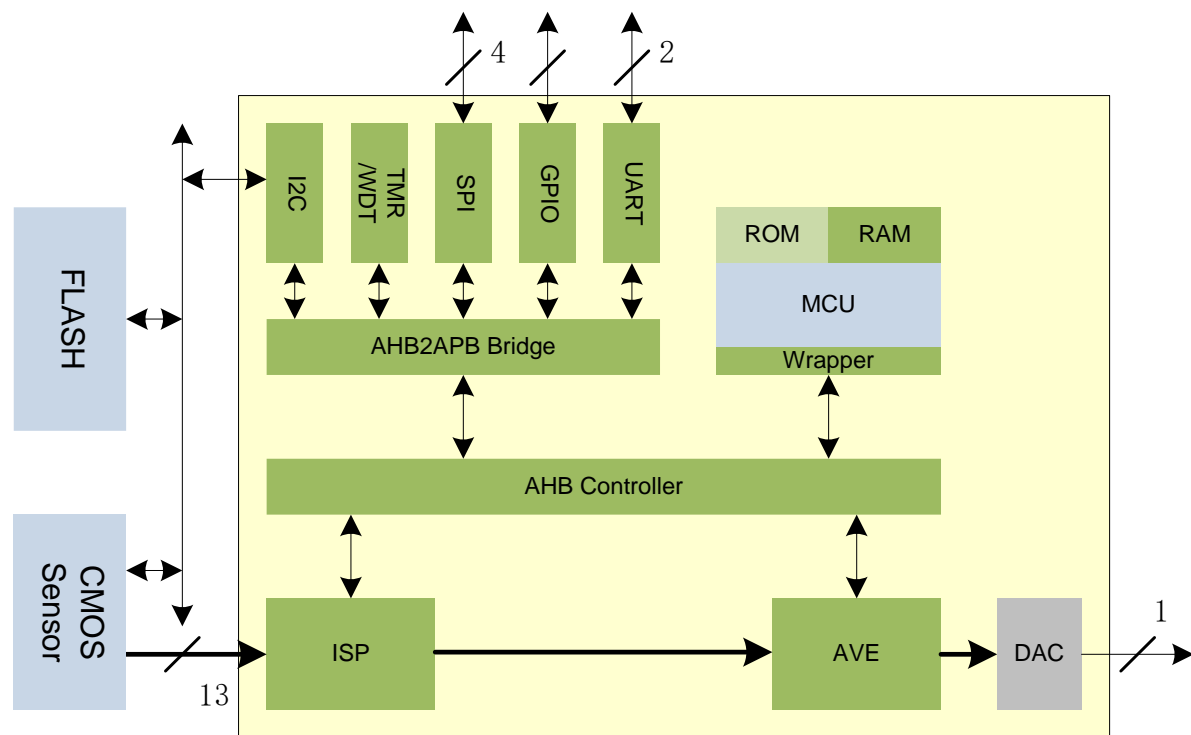 4
2
I2C
TMR
/WDT
SPI
GPIO
UART
ROM
RAM
FLASH
MCU
AHB2APB Bridge
Wrapper
AHB Controller
CMOS
Sensor
ISP
AVE
DAC
1
13